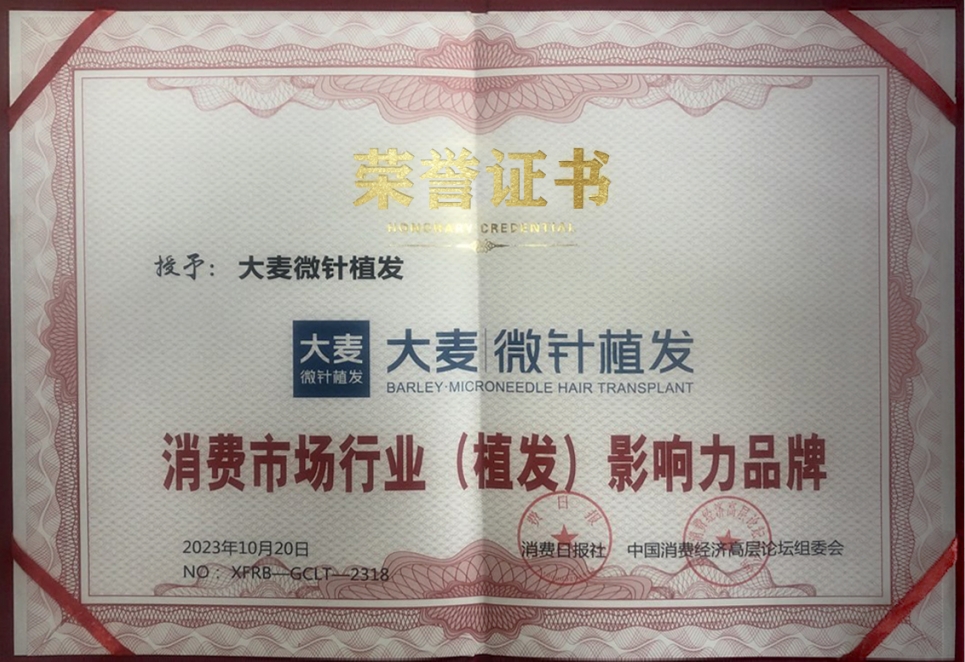 荣誉证书
HONORARY CREDENTIAL
授予：大麦微针植发
大麦
微针植发
大麦|微针植发
BARLEY·MICRONEEDLE HAIR TRANSPLANT
消费市场行业（植发）影响力品牌
2023年10月20日
消费日报社 中国消费经济高层论坛组委会
NO：XFRB—GCLT—2318